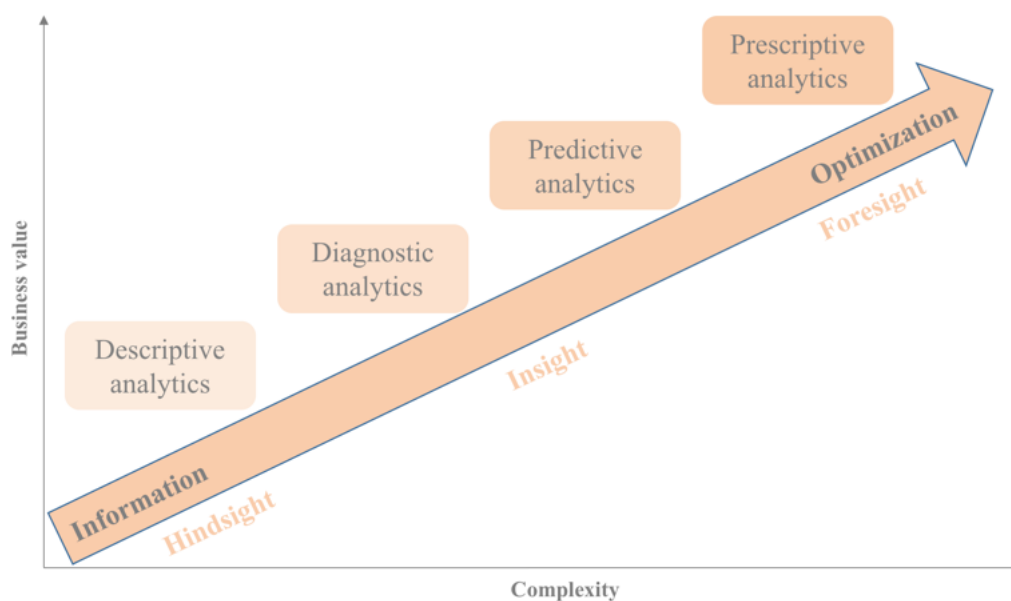 Prescriptive
analytics
Optimization
Predictive
analytics
Foresight
Diagnostic
analytics
Business value
Insight
Descriptive
analytics
Information
Hindsight
Complexity